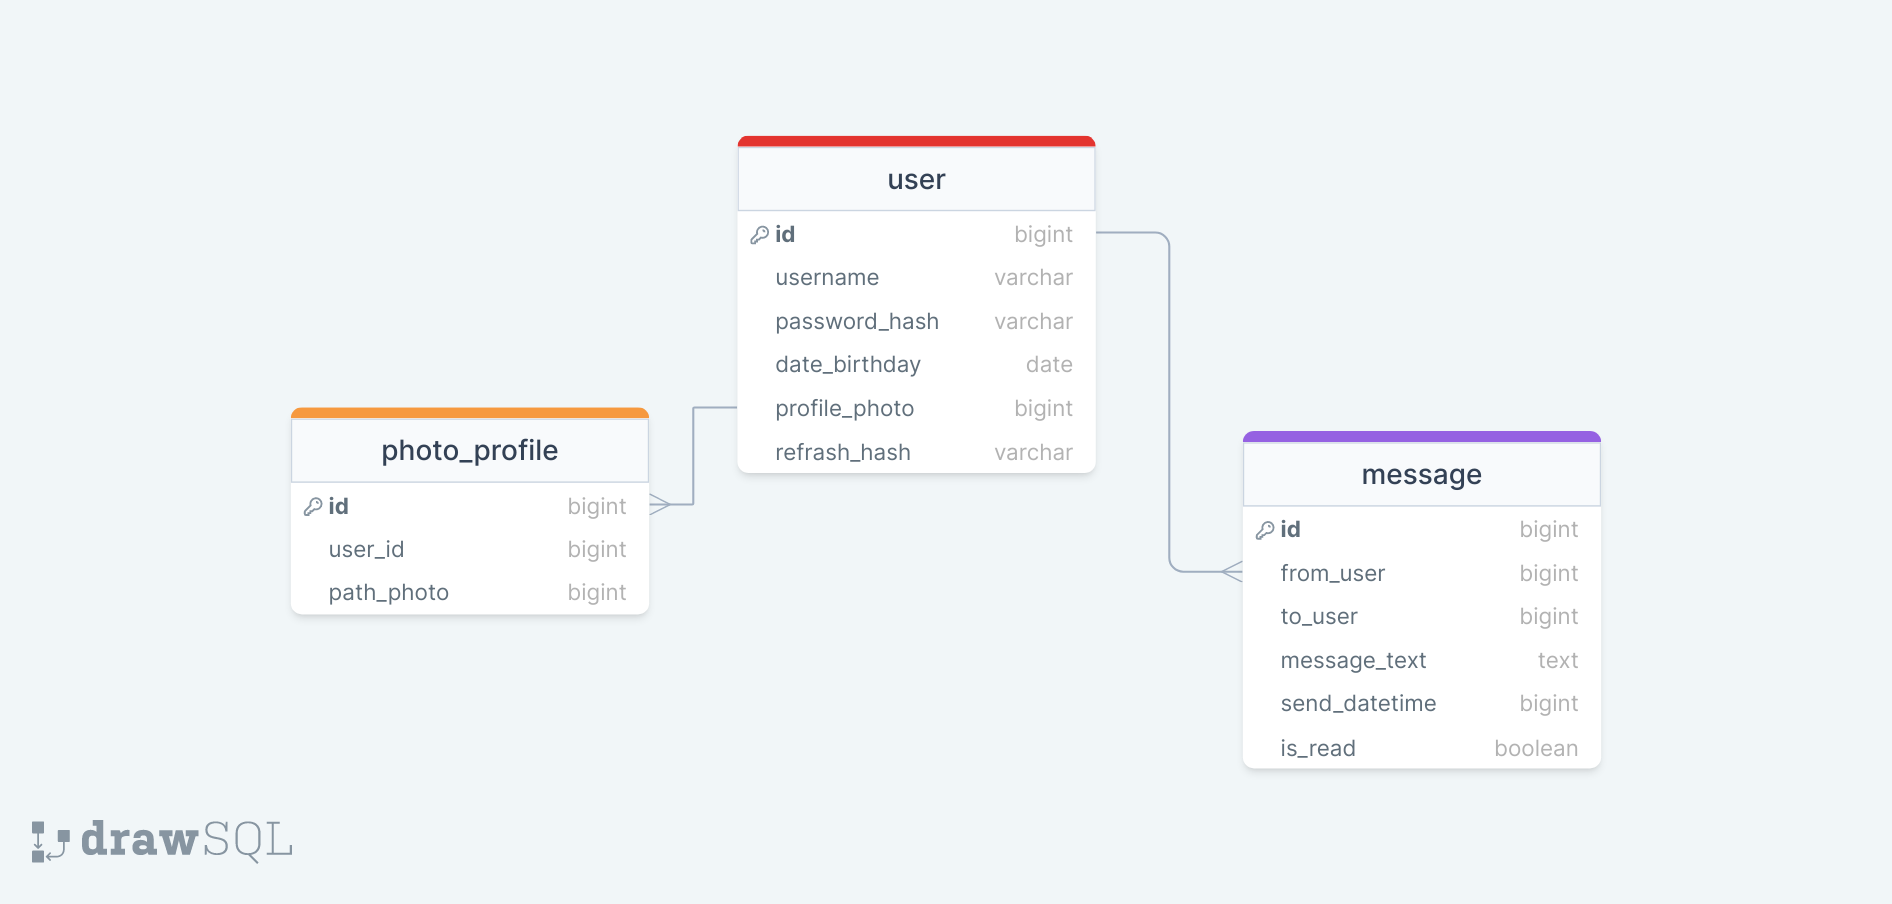 user
id bigint
username varchar
password_hash varchar
date_birthday date
profile_photo bigint
refrash_hash varchar
photo_profile
id bigint
user_id bigint
path_photo bigint
message
id bigint
from_user bigint
to_user bigint
message_text text
send_datetime bigint
is_read boolean
drawSQL